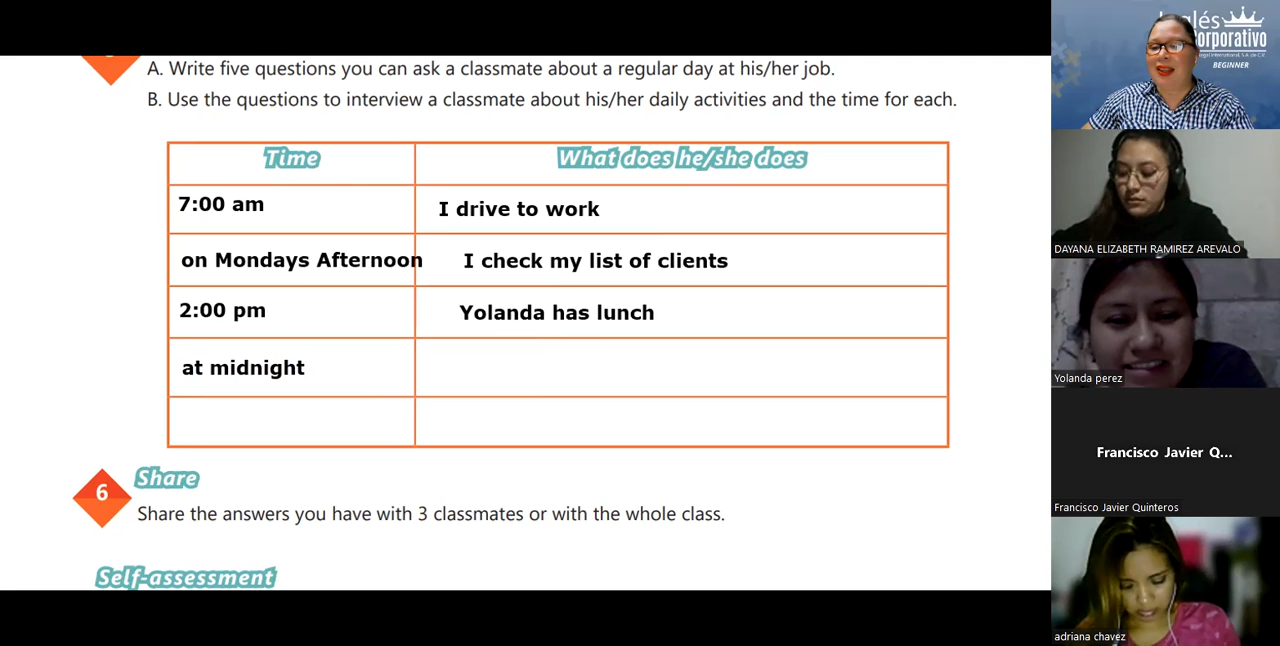 A. Write five questions you can ask a classmate about a regular day at his/her job.
B. Use the questions to interview a classmate about his/her daily activities and the time for each.
Time What does he/she does
7:00 am I drive to work
on Mondays Afternoon I check my list of clients
2:00 pm Yolanda has lunch
at midnight
6 Share
Share the answers you have with 3 classmates or with the whole class.
Self-assessment
Inglés
Corporativo
BEGINNER
DAYANA ELIZABETH RAMIREZ AREVALO
Yolanda perez
Francisco Javier Q...
Francisco Javier Quinteros
adriana chavez